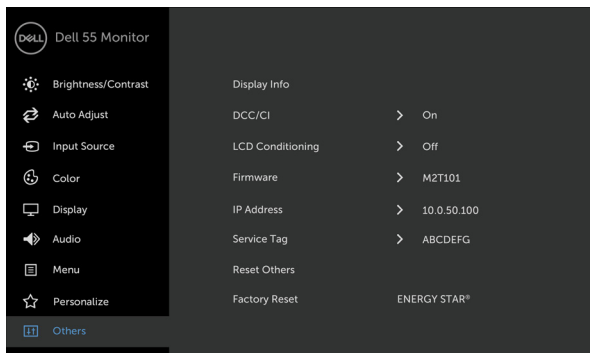 DELL Dell 55 Monitor
Brightness/Contrast
Auto Adjust
Input Source
Color
Display
Audio
Menu
Personalize
Others
Display Info
DCC/CI > On
LCD Conditioning > Off
Firmware > M2T101
IP Address > 10.0.50.100
Service Tag > ABCDEFG
Reset Others
Factory Reset ENERGY STAR®